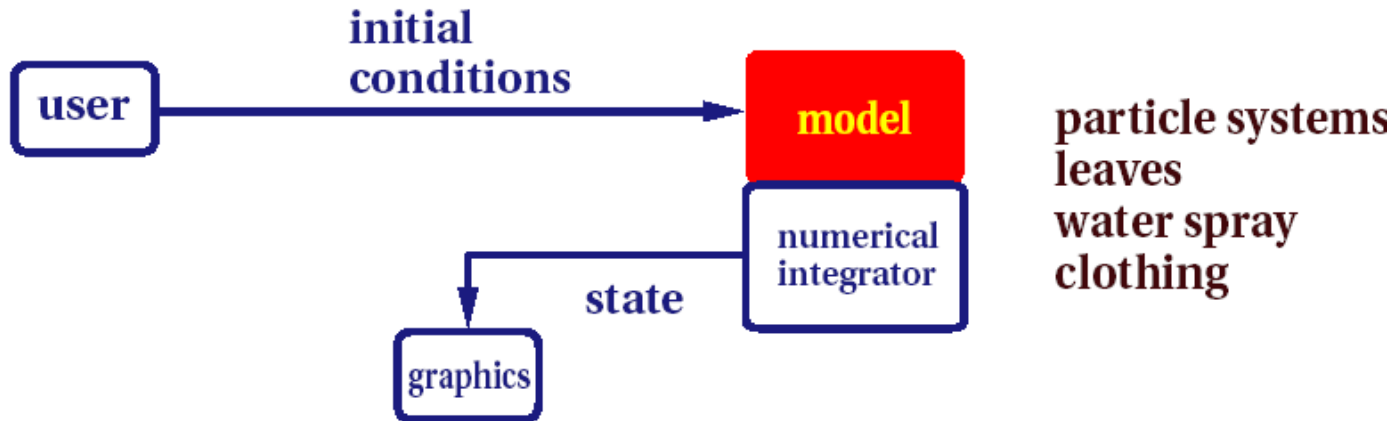 initial
conditions
user
model
particle systems
leaves
water spray
clothing
numerical
integrator
state
graphics